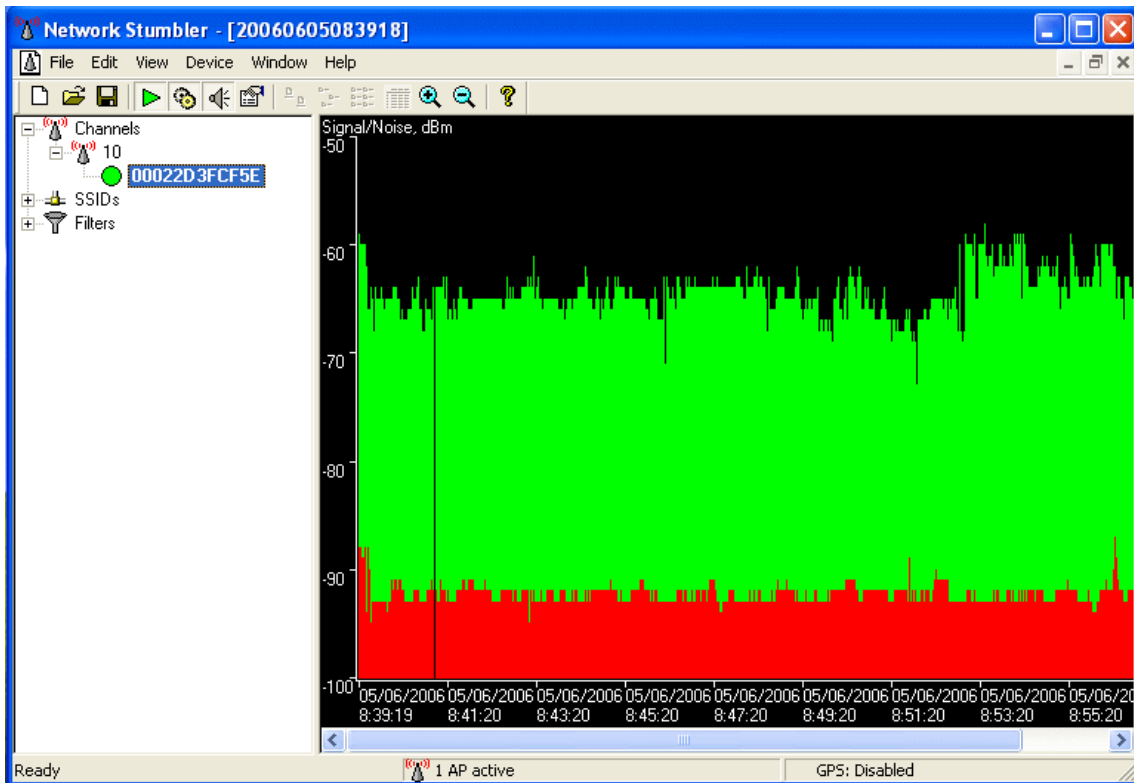 Network Stumbler - [20060605083918]
File Edit View Device Window Help
Channels
10
00022D3FCF5E
SSIDs
Filters
Signal/Noise, dBm
-50
-60
-70
-80
-90
-100
05/06/2006 05/06/2006 05/06/2006 05/06/2006 05/06/2006 05/06/2006 05/06/2006 05/06/2006 05/06/20
8:39:19 8:41:20 8:43:20 8:45:20 8:47:20 8:49:20 8:51:20 8:53:20 8:55:20
Ready 1 AP active GPS: Disabled